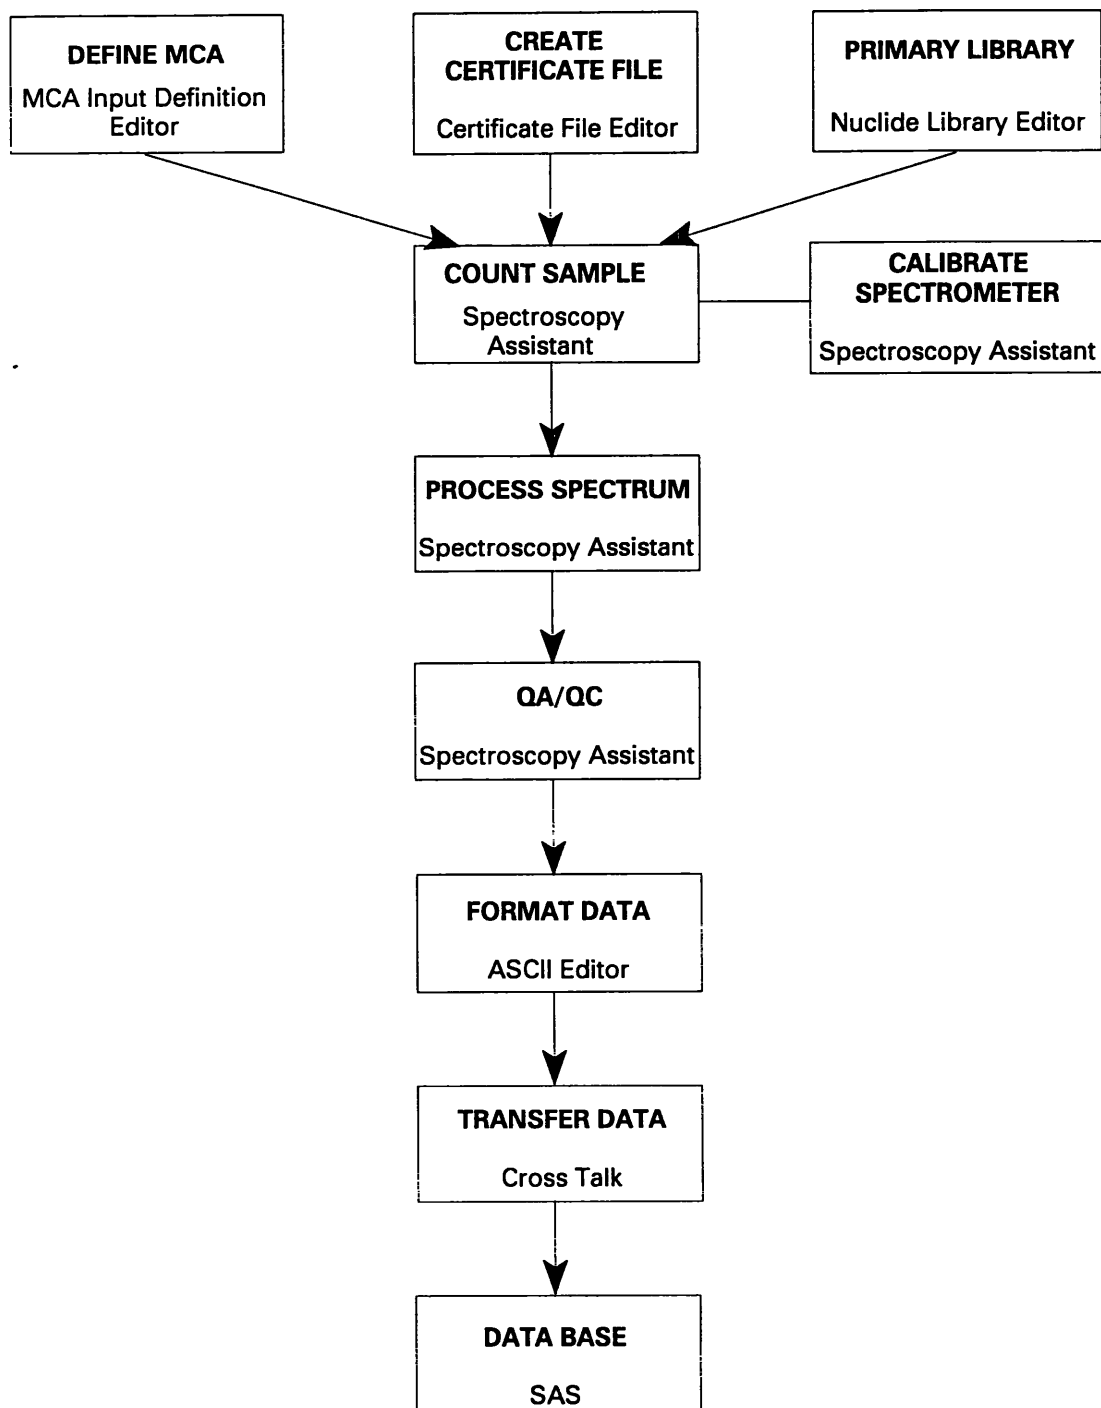 DEFINE MCA
MCA Input Definition
Editor
CREATE
CERTIFICATE FILE
Certificate File Editor
PRIMARY LIBRARY
Nuclide Library Editor
COUNT SAMPLE
Spectroscopy
Assistant
CALIBRATE
SPECTROMETER
Spectroscopy Assistant
PROCESS SPECTRUM
Spectroscopy Assistant
QA/QC
Spectroscopy Assistant
FORMAT DATA
ASCII Editor
TRANSFER DATA
Cross Talk
DATA BASE
SAS